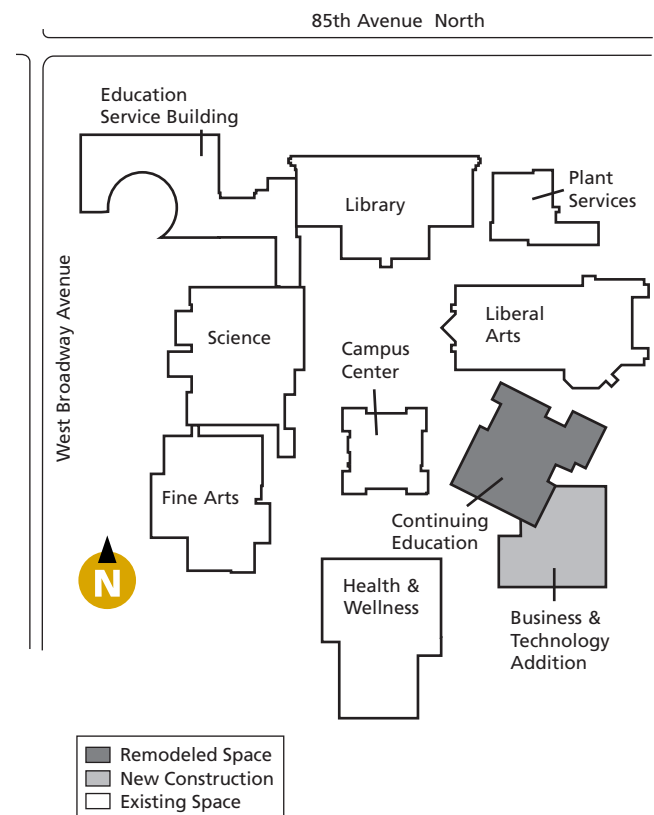 85th Avenue North
Education
Service Building
Library
Plant
Services
West Broadway Avenue
Science
Liberal
Arts
Campus
Center
Fine Arts
Continuing
Education
N
Health &
Wellness
Business &
Technology
Addition
Remodeled Space
New Construction
Existing Space